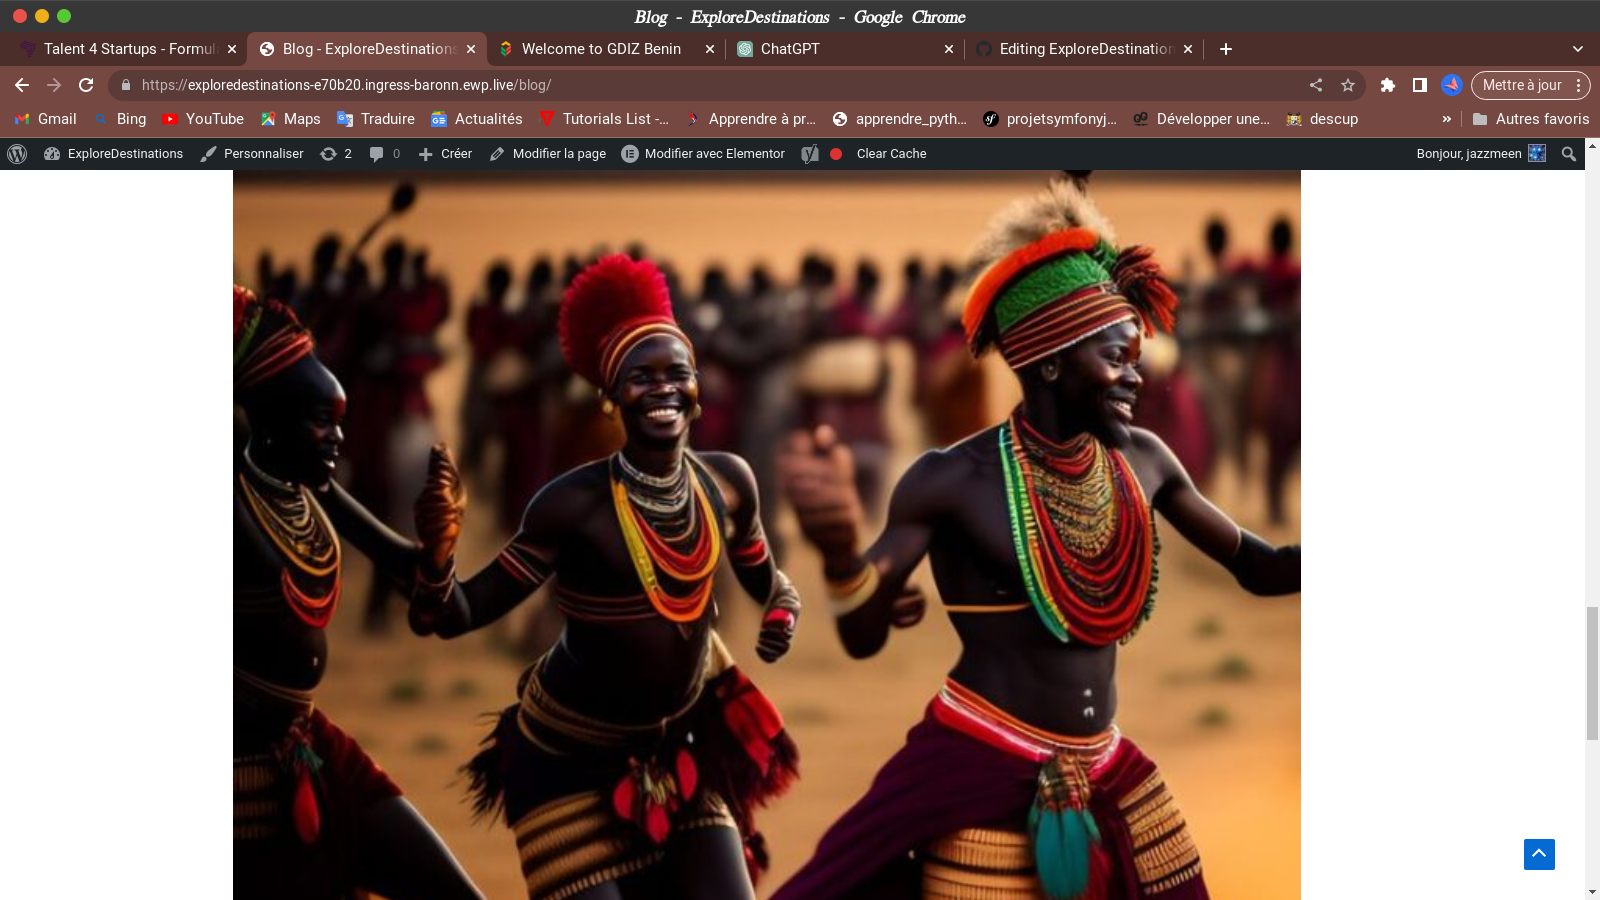 Blog - ExploreDestinations - Google Chrome
Talent 4 Startups - Formul
Blog - ExploreDestinations
Welcome to GDIZ Benin
ChatGPT
Editing ExploreDestination
https://exploredestinations-e70b20.ingress-baronn.ewp.live/blog/
Mettre à jour
Gmail
Bing
YouTube
Maps
Traduire
Actualités
Tutorials List -...
Apprendre à pr...
apprendre_pyth...
projetsymfonyj...
Développer une...
descup
»
Autres favoris
ExploreDestinations
Personnaliser
2
0
Créer
Modifier la page
Modifier avec Elementor
Clear Cache
Bonjour, jazzmeen